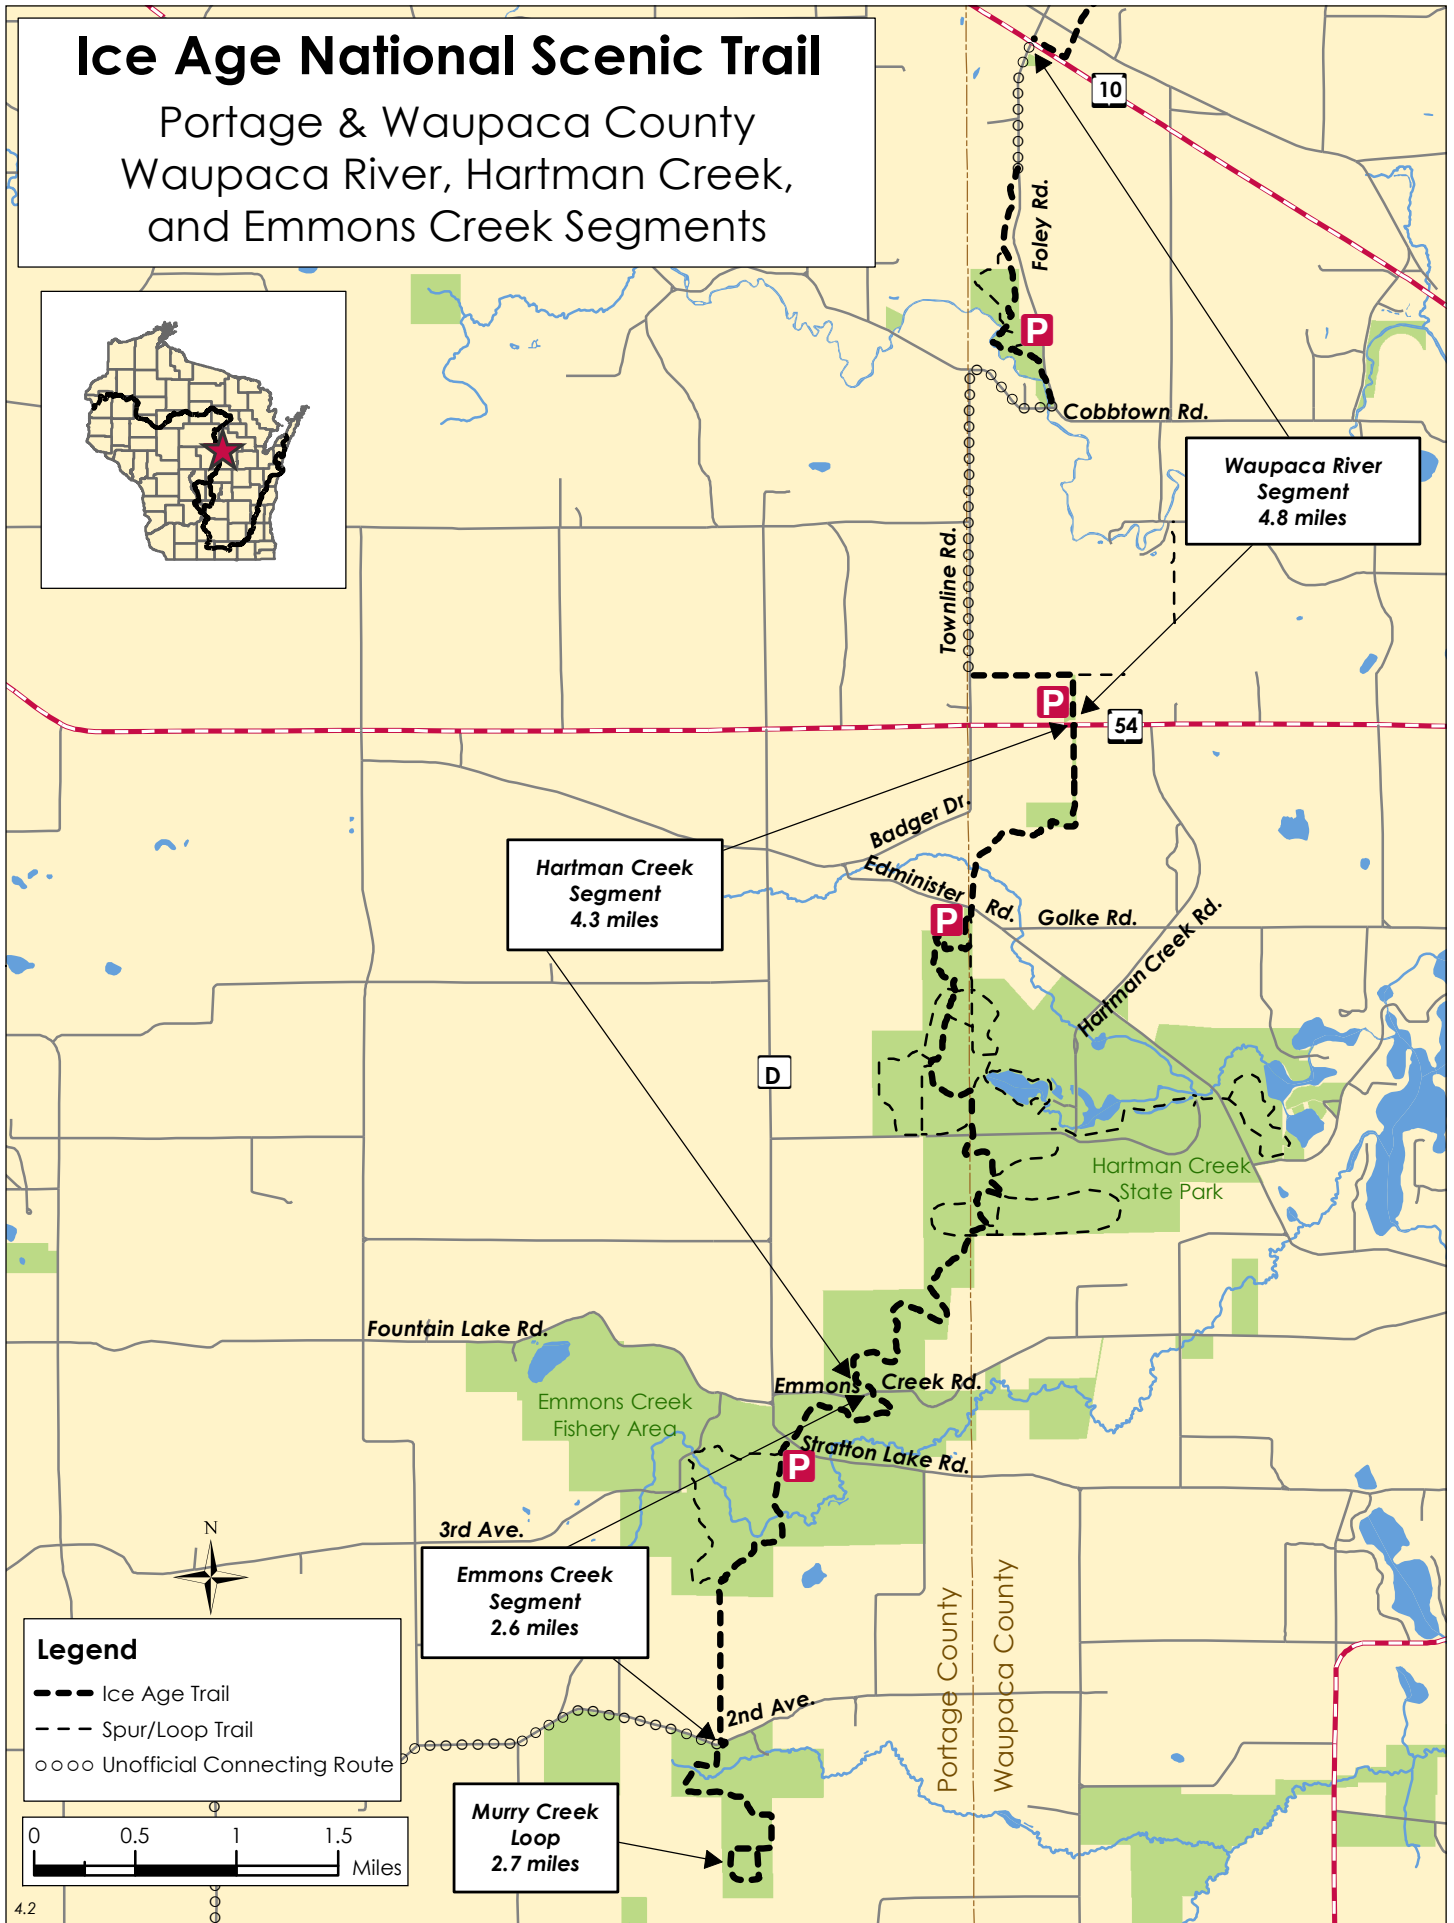 Ice Age National Scenic Trail
Portage & Waupaca County
Waupaca River, Hartman Creek,
and Emmons Creek Segments
10
Foley Rd.
P
Cobbtown Rd.
Waupaca River
Segment
4.8 miles
Townline Rd.
P
54
Badger Dr.
Hartman Creek
Segment
4.3 miles
Edminister
Rd.
P
Golke Rd.
Hartman Creek Rd.
D
Hartman Creek
State Park
Fountain Lake Rd.
Emmons
Creek Rd.
Emmons Creek
Fishery Area
Stratton Lake Rd.
P
3rd Ave.
N
Emmons Creek
Segment
2.6 miles
Portage County
Waupaca County
Legend
Ice Age Trail
Spur/Loop Trail
Unofficial Connecting Route
2nd Ave.
Murry Creek
Loop
2.7 miles
0 0.5 1 1.5
Miles
4.2